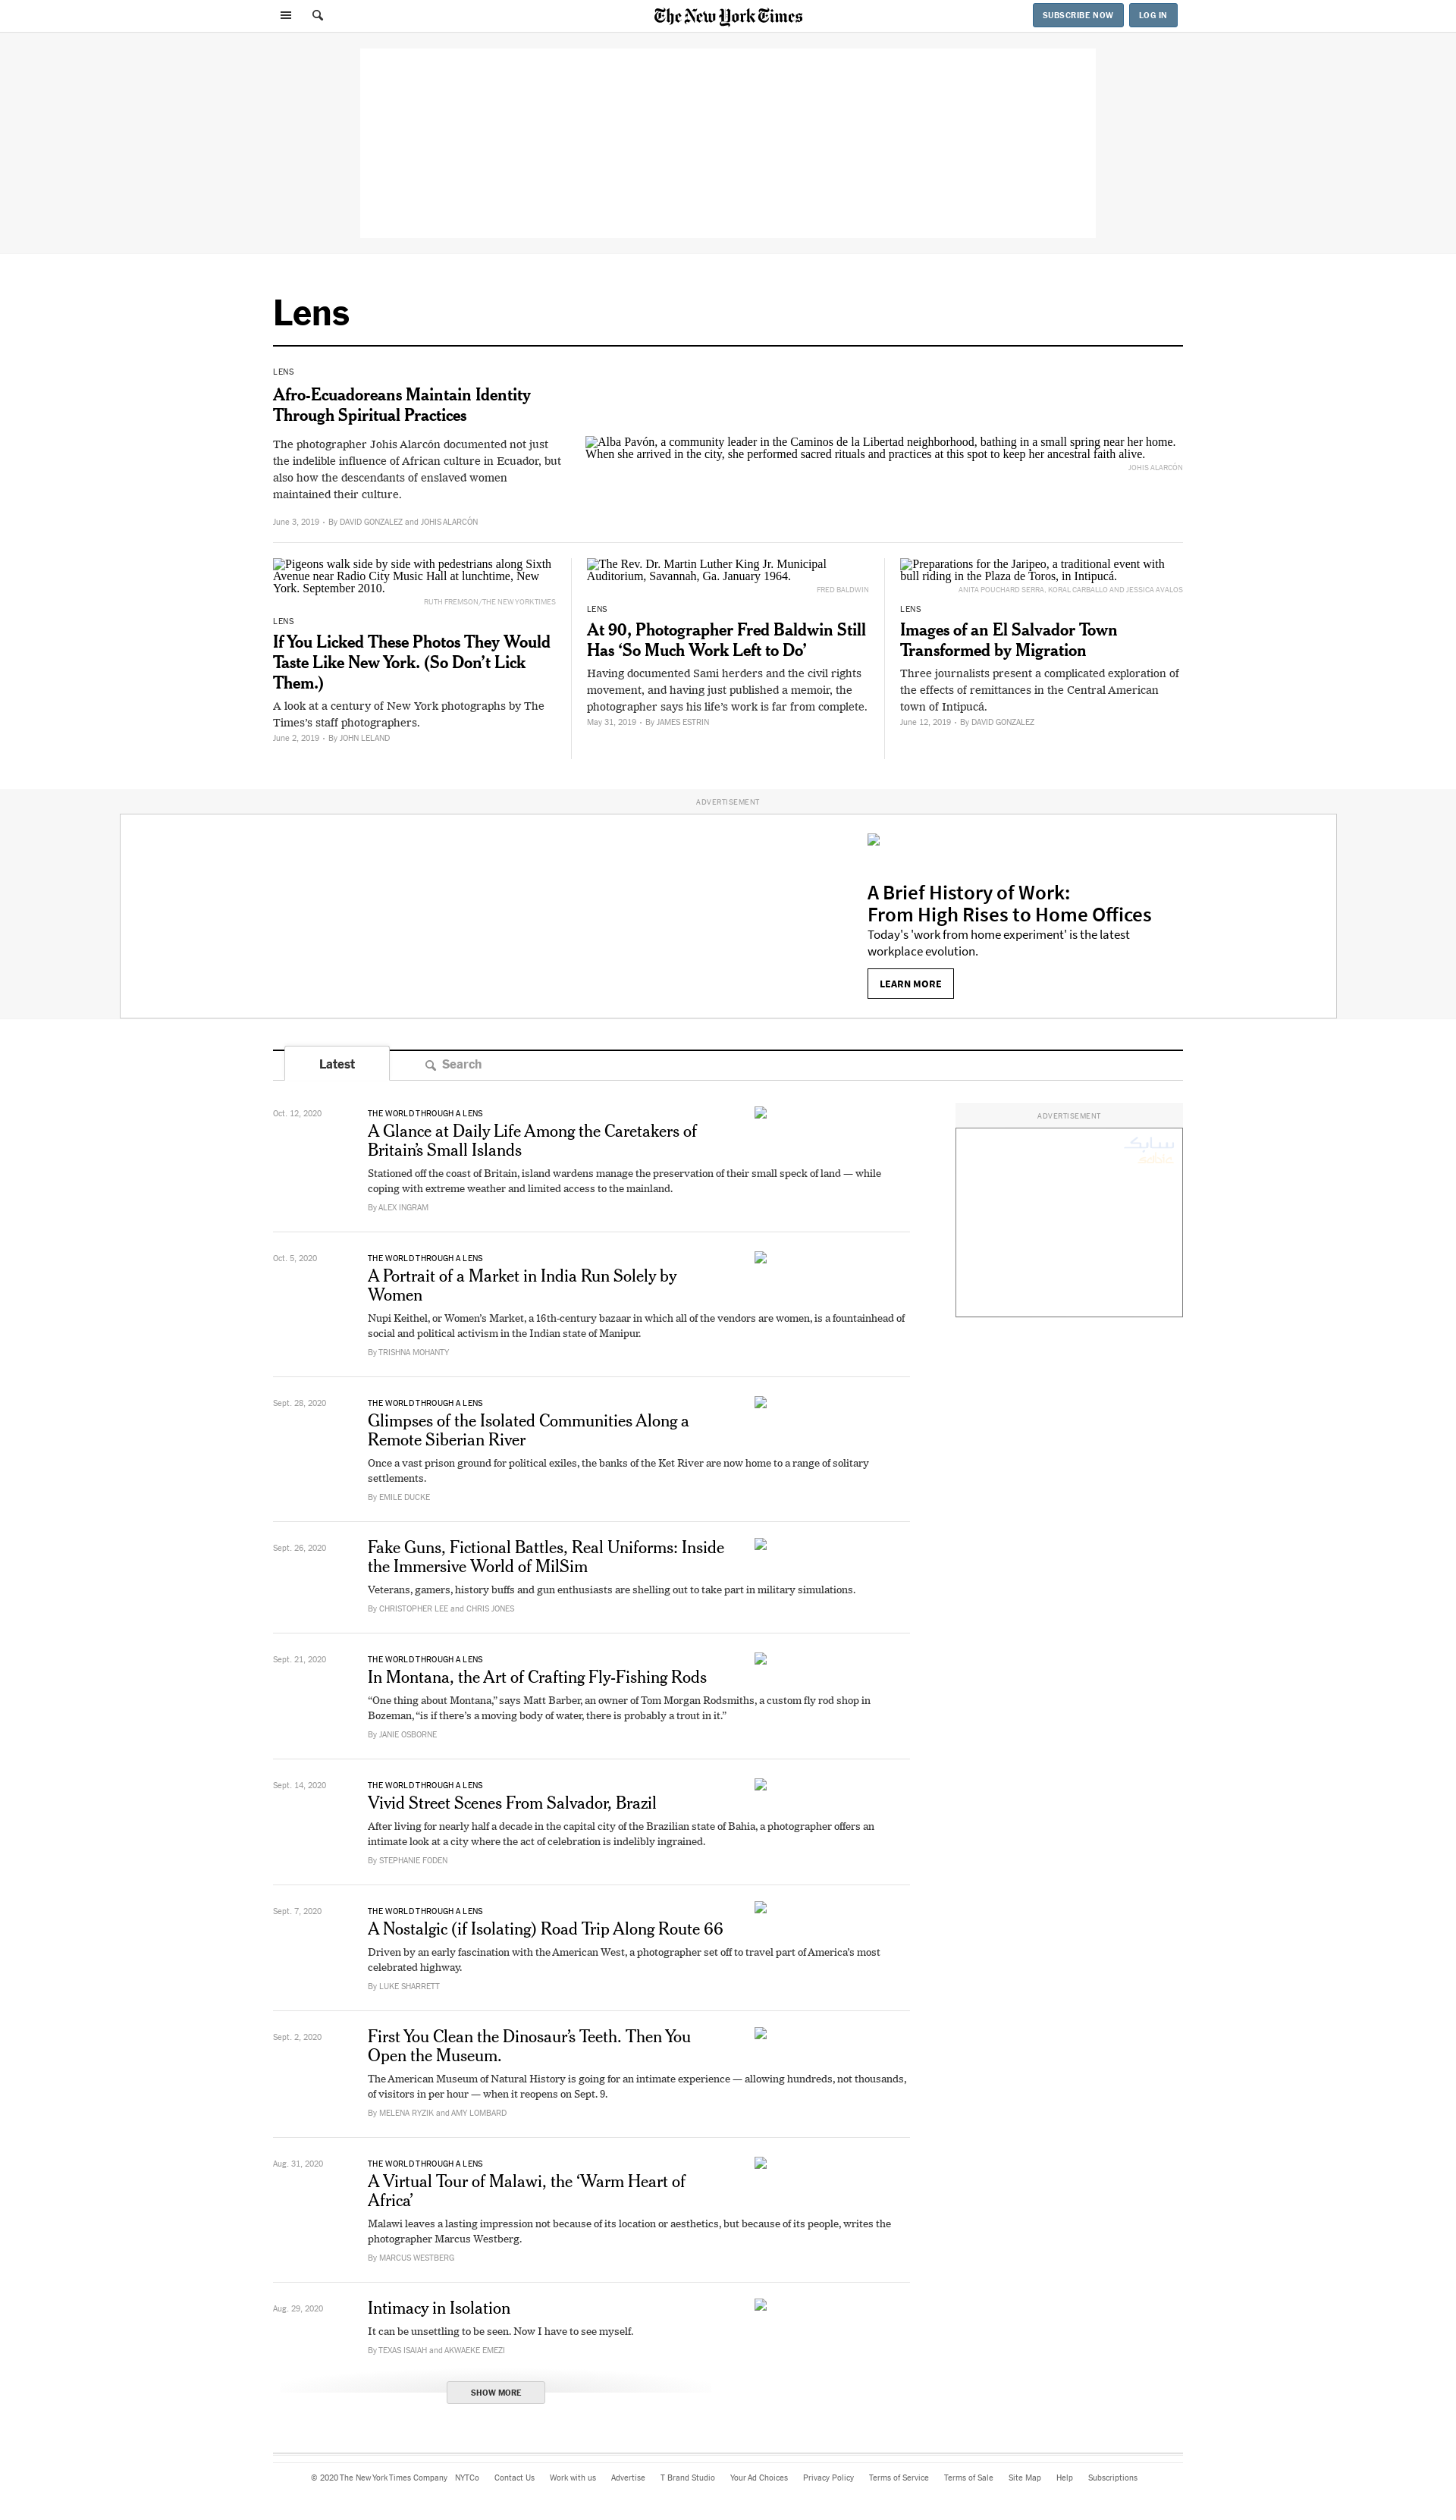 The New York Times
SUBSCRIBE NOW
LOG IN
Lens
LENS
Afro-Ecuadoreans Maintain Identity
Through Spiritual Practices
The photographer Johis Alarcón documented not just
the indelible influence of African culture in Ecuador, but
also how the descendants of enslaved women
maintained their culture.
June 3, 2019 • By DAVID GONZALEZ and JOHIS ALARCÓN
Alba Pavón, a community leader in the Caminos de la Libertad neighborhood, bathing in a small spring near her home.
When she arrived in the city, she performed sacred rituals and practices at this spot to keep her ancestral faith alive.
JOHIS ALARCÓN
Pigeons walk side by side with pedestrians along Sixth
Avenue near Radio City Music Hall at lunchtime, New
York. September 2010.
RUTH FREMSON/THE NEW YORK TIMES
LENS
If You Licked These Photos They Would
Taste Like New York. (So Don’t Lick
Them.)
A look at a century of New York photographs by The
Times’s staff photographers.
June 2, 2019 • By JOHN LELAND
The Rev. Dr. Martin Luther King Jr. Municipal
Auditorium, Savannah, Ga. January 1964.
FRED BALDWIN
LENS
At 90, Photographer Fred Baldwin Still
Has ‘So Much Work Left to Do’
Having documented Sami herders and the civil rights
movement, and having just published a memoir, the
photographer says his life’s work is far from complete.
May 31, 2019 • By JAMES ESTRIN
Preparations for the Jaripeo, a traditional event with
bull riding in the Plaza de Toros, in Intipucá.
ANITA POUCHARD SERRA, KORAL CARBALLO AND JESSICA AVALOS
LENS
Images of an El Salvador Town
Transformed by Migration
Three journalists present a complicated exploration of
the effects of remittances in the Central American
town of Intipucá.
June 12, 2019 • By DAVID GONZALEZ
ADVERTISEMENT
A Brief History of Work:
From High Rises to Home Offices
Today's 'work from home experiment' is the latest
workplace evolution.
LEARN MORE
Latest
Search
Oct. 12, 2020
THE WORLD THROUGH A LENS
A Glance at Daily Life Among the Caretakers of
Britain’s Small Islands
Stationed off the coast of Britain, island wardens manage the preservation of their small speck of land — while
coping with extreme weather and limited access to the mainland.
By ALEX INGRAM
ADVERTISEMENT
سابك
sabic
Oct. 5, 2020
THE WORLD THROUGH A LENS
A Portrait of a Market in India Run Solely by
Women
Nupi Keithel, or Women's Market, a 16th-century bazaar in which all of the vendors are women, is a fountainhead of
social and political activism in the Indian state of Manipur.
By TRISHNA MOHANTY
Sept. 28, 2020
THE WORLD THROUGH A LENS
Glimpses of the Isolated Communities Along a
Remote Siberian River
Once a vast prison ground for political exiles, the banks of the Ket River are now home to a range of solitary
settlements.
By EMILE DUCKE
Sept. 26, 2020
Fake Guns, Fictional Battles, Real Uniforms: Inside
the Immersive World of MilSim
Veterans, gamers, history buffs and gun enthusiasts are shelling out to take part in military simulations.
By CHRISTOPHER LEE and CHRIS JONES
Sept. 21, 2020
THE WORLD THROUGH A LENS
In Montana, the Art of Crafting Fly-Fishing Rods
“One thing about Montana,” says Matt Barber, an owner of Tom Morgan Rodsmiths, a custom fly rod shop in
Bozeman, “is if there’s a moving body of water, there is probably a trout in it.”
By JANIE OSBORNE
Sept. 14, 2020
THE WORLD THROUGH A LENS
Vivid Street Scenes From Salvador, Brazil
After living for nearly half a decade in the capital city of the Brazilian state of Bahia, a photographer offers an
intimate look at a city where the act of celebration is indelibly ingrained.
By STEPHANIE FODEN
Sept. 7, 2020
THE WORLD THROUGH A LENS
A Nostalgic (if Isolating) Road Trip Along Route 66
Driven by an early fascination with the American West, a photographer set off to travel part of America’s most
celebrated highway.
By LUKE SHARRETT
Sept. 2, 2020
First You Clean the Dinosaur’s Teeth. Then You
Open the Museum.
The American Museum of Natural History is going for an intimate experience — allowing hundreds, not thousands,
of visitors in per hour — when it reopens on Sept. 9.
By MELENA RYZIK and AMY LOMBARD
Aug. 31, 2020
THE WORLD THROUGH A LENS
A Virtual Tour of Malawi, the ‘Warm Heart of
Africa’
Malawi leaves a lasting impression not because of its location or aesthetics, but because of its people, writes the
photographer Marcus Westberg.
By MARCUS WESTBERG
Aug. 29, 2020
Intimacy in Isolation
It can be unsettling to be seen. Now I have to see myself.
By TEXAS ISAIAH and AKWAEKE EMEZI
SHOW MORE
© 2020 The New York Times Company NYTCo Contact Us Work with us Advertise T Brand Studio Your Ad Choices Privacy Policy Terms of Service Terms of Sale Site Map Help Subscriptions